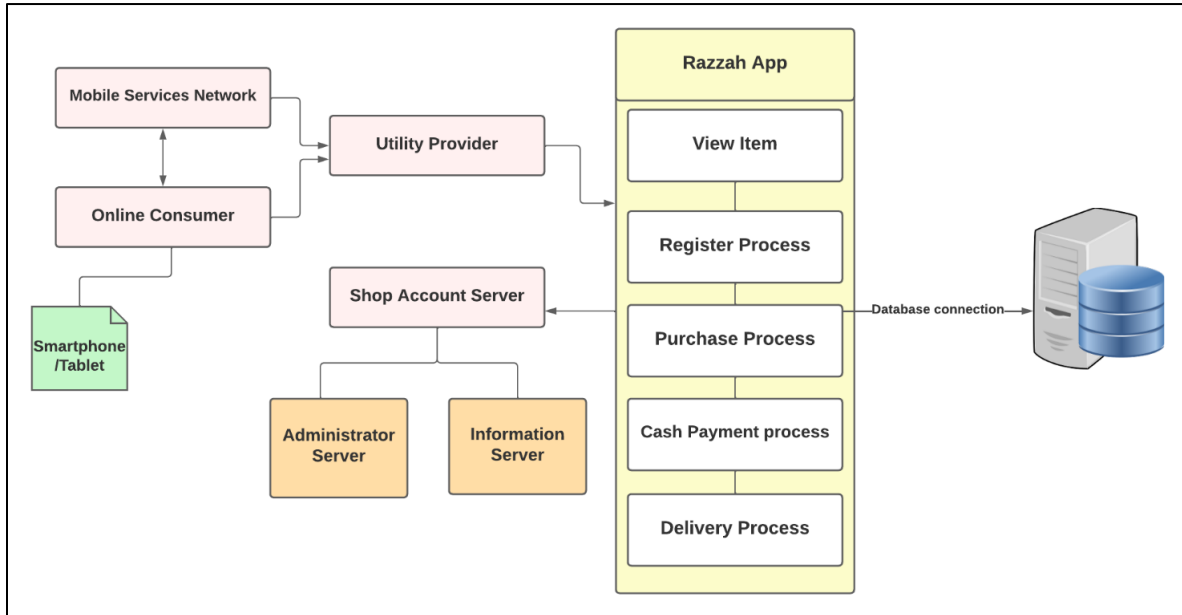 Mobile Services Network
Online Consumer
Smartphone
/Tablet
Utility Provider
Shop Account Server
Administrator
Server
Information
Server
Razzah App
View Item
Register Process
Purchase Process
Cash Payment process
Delivery Process
Database connection